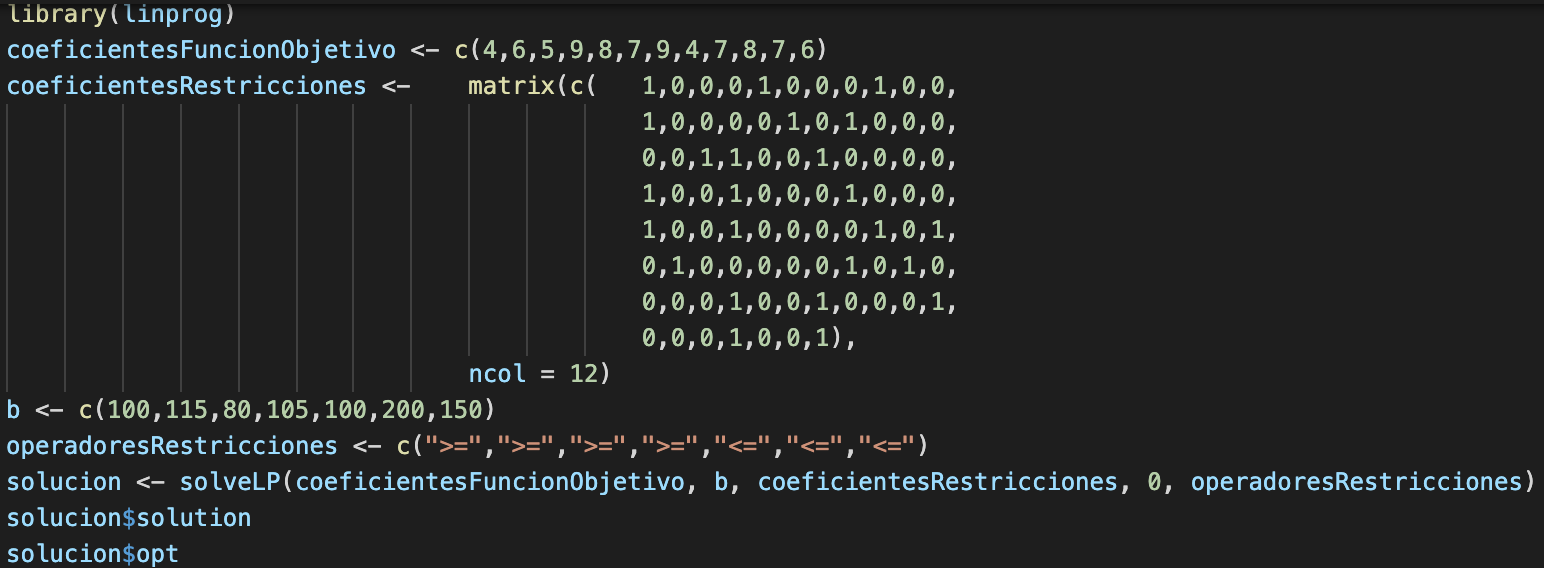 library(linprog)
coeficientesFuncionObjetivo <- c(4,6,5,9,8,7,9,4,7,8,7,6)
coeficientesRestricciones <- matrix(c( 1,0,0,0,1,0,0,0,1,0,0,
1,0,0,0,0,1,0,1,0,0,0,
0,0,1,1,0,0,1,0,0,0,0,
1,0,0,1,0,0,0,1,0,0,0,
1,0,0,1,0,0,0,0,1,0,1,
0,1,0,0,0,0,0,1,0,1,0,
0,0,0,1,0,0,1,0,0,0,1,
0,0,0,1,0,0,1),
ncol = 12)
b <- c(100,115,80,105,100,200,150)
operadoresRestricciones <- c(">=",">=",">=",">=","<=","<=","<=")
solucion <- solveLP(coeficientesFuncionObjetivo, b, coeficientesRestricciones, 0, operadoresRestricciones)
solucion$solution
solucion$opt